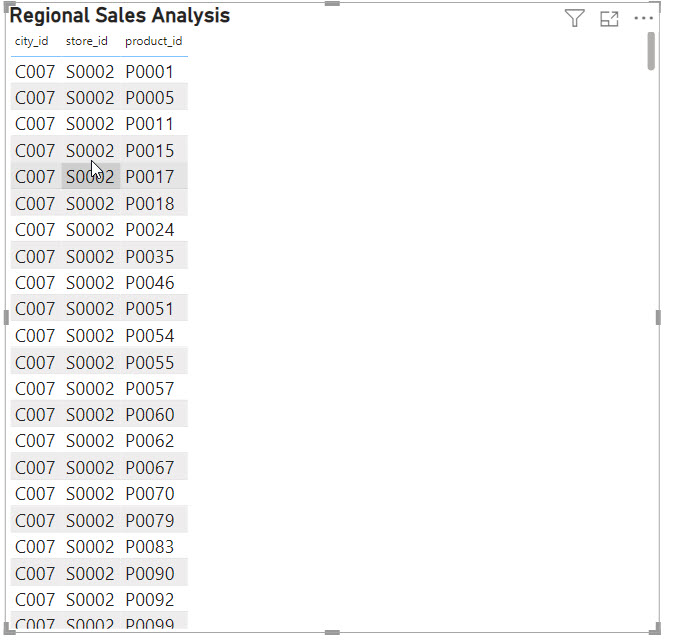 Regional Sales Analysis
city_id store_id product_id
C007 S0002 P0001
C007 S0002 P0005
C007 S0002 P0011
C007 S0002 P0015
C007 S0002 P0017
C007 S0002 P0018
C007 S0002 P0024
C007 S0002 P0035
C007 S0002 P0046
C007 S0002 P0051
C007 S0002 P0054
C007 S0002 P0055
C007 S0002 P0057
C007 S0002 P0060
C007 S0002 P0062
C007 S0002 P0067
C007 S0002 P0070
C007 S0002 P0079
C007 S0002 P0083
C007 S0002 P0090
C007 S0002 P0092
C007 S0002 P0099